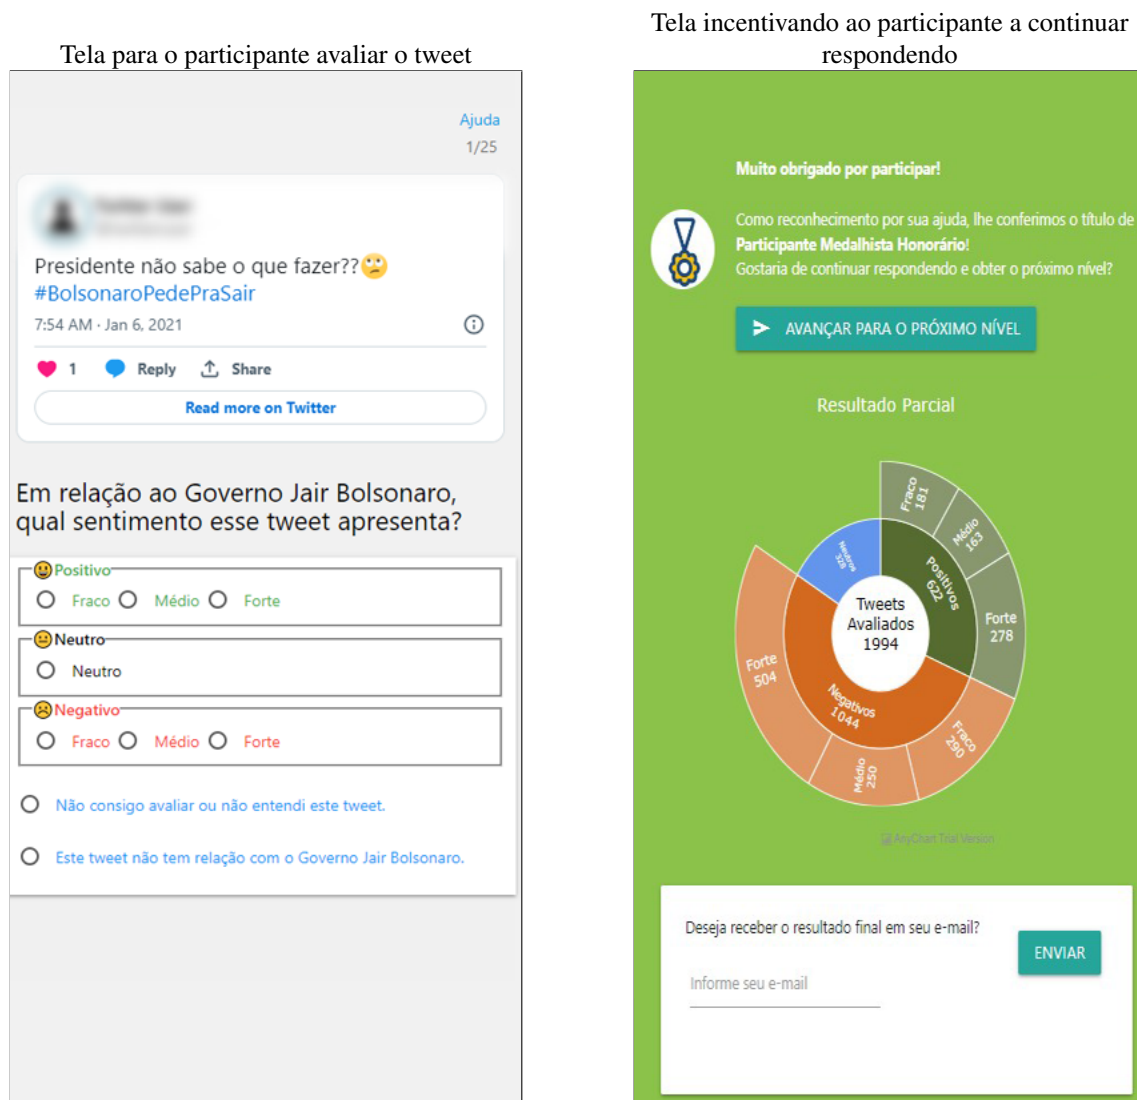 Tela para o participante avaliar o tweet
Ajuda
1/25
Presidente não sabe o que fazer??🙄
#BolsonaroPedePraSair
7:54 AM · Jan 6, 2021
1 Reply Share
Read more on Twitter
Em relação ao Governo Jair Bolsonaro,
qual sentimento esse tweet apresenta?
Positivo
Fraco Médio Forte
Neutro
Neutro
Negativo
Fraco Médio Forte
Não consigo avaliar ou não entendi este tweet.
Este tweet não tem relação com o Governo Jair Bolsonaro.
Tela incentivando ao participante a continuar
respondendo
Muito obrigado por participar!
Como reconhecimento por sua ajuda, lhe conferimos o título de
Participante Medalhista Honorário!
Gostaria de continuar respondendo e obter o próximo nível?
AVANÇAR PARA O PRÓXIMO NÍVEL
Resultado Parcial
Fraco
181
Médio
163
Forte
278
Positivos
622
Neutros
328
Tweets
Avaliados
1994
Negativos
1044
Forte
504
Médio
250
Fraco
290
AnyChart Trial Version
Deseja receber o resultado final em seu e-mail?
ENVIAR
Informe seu e-mail